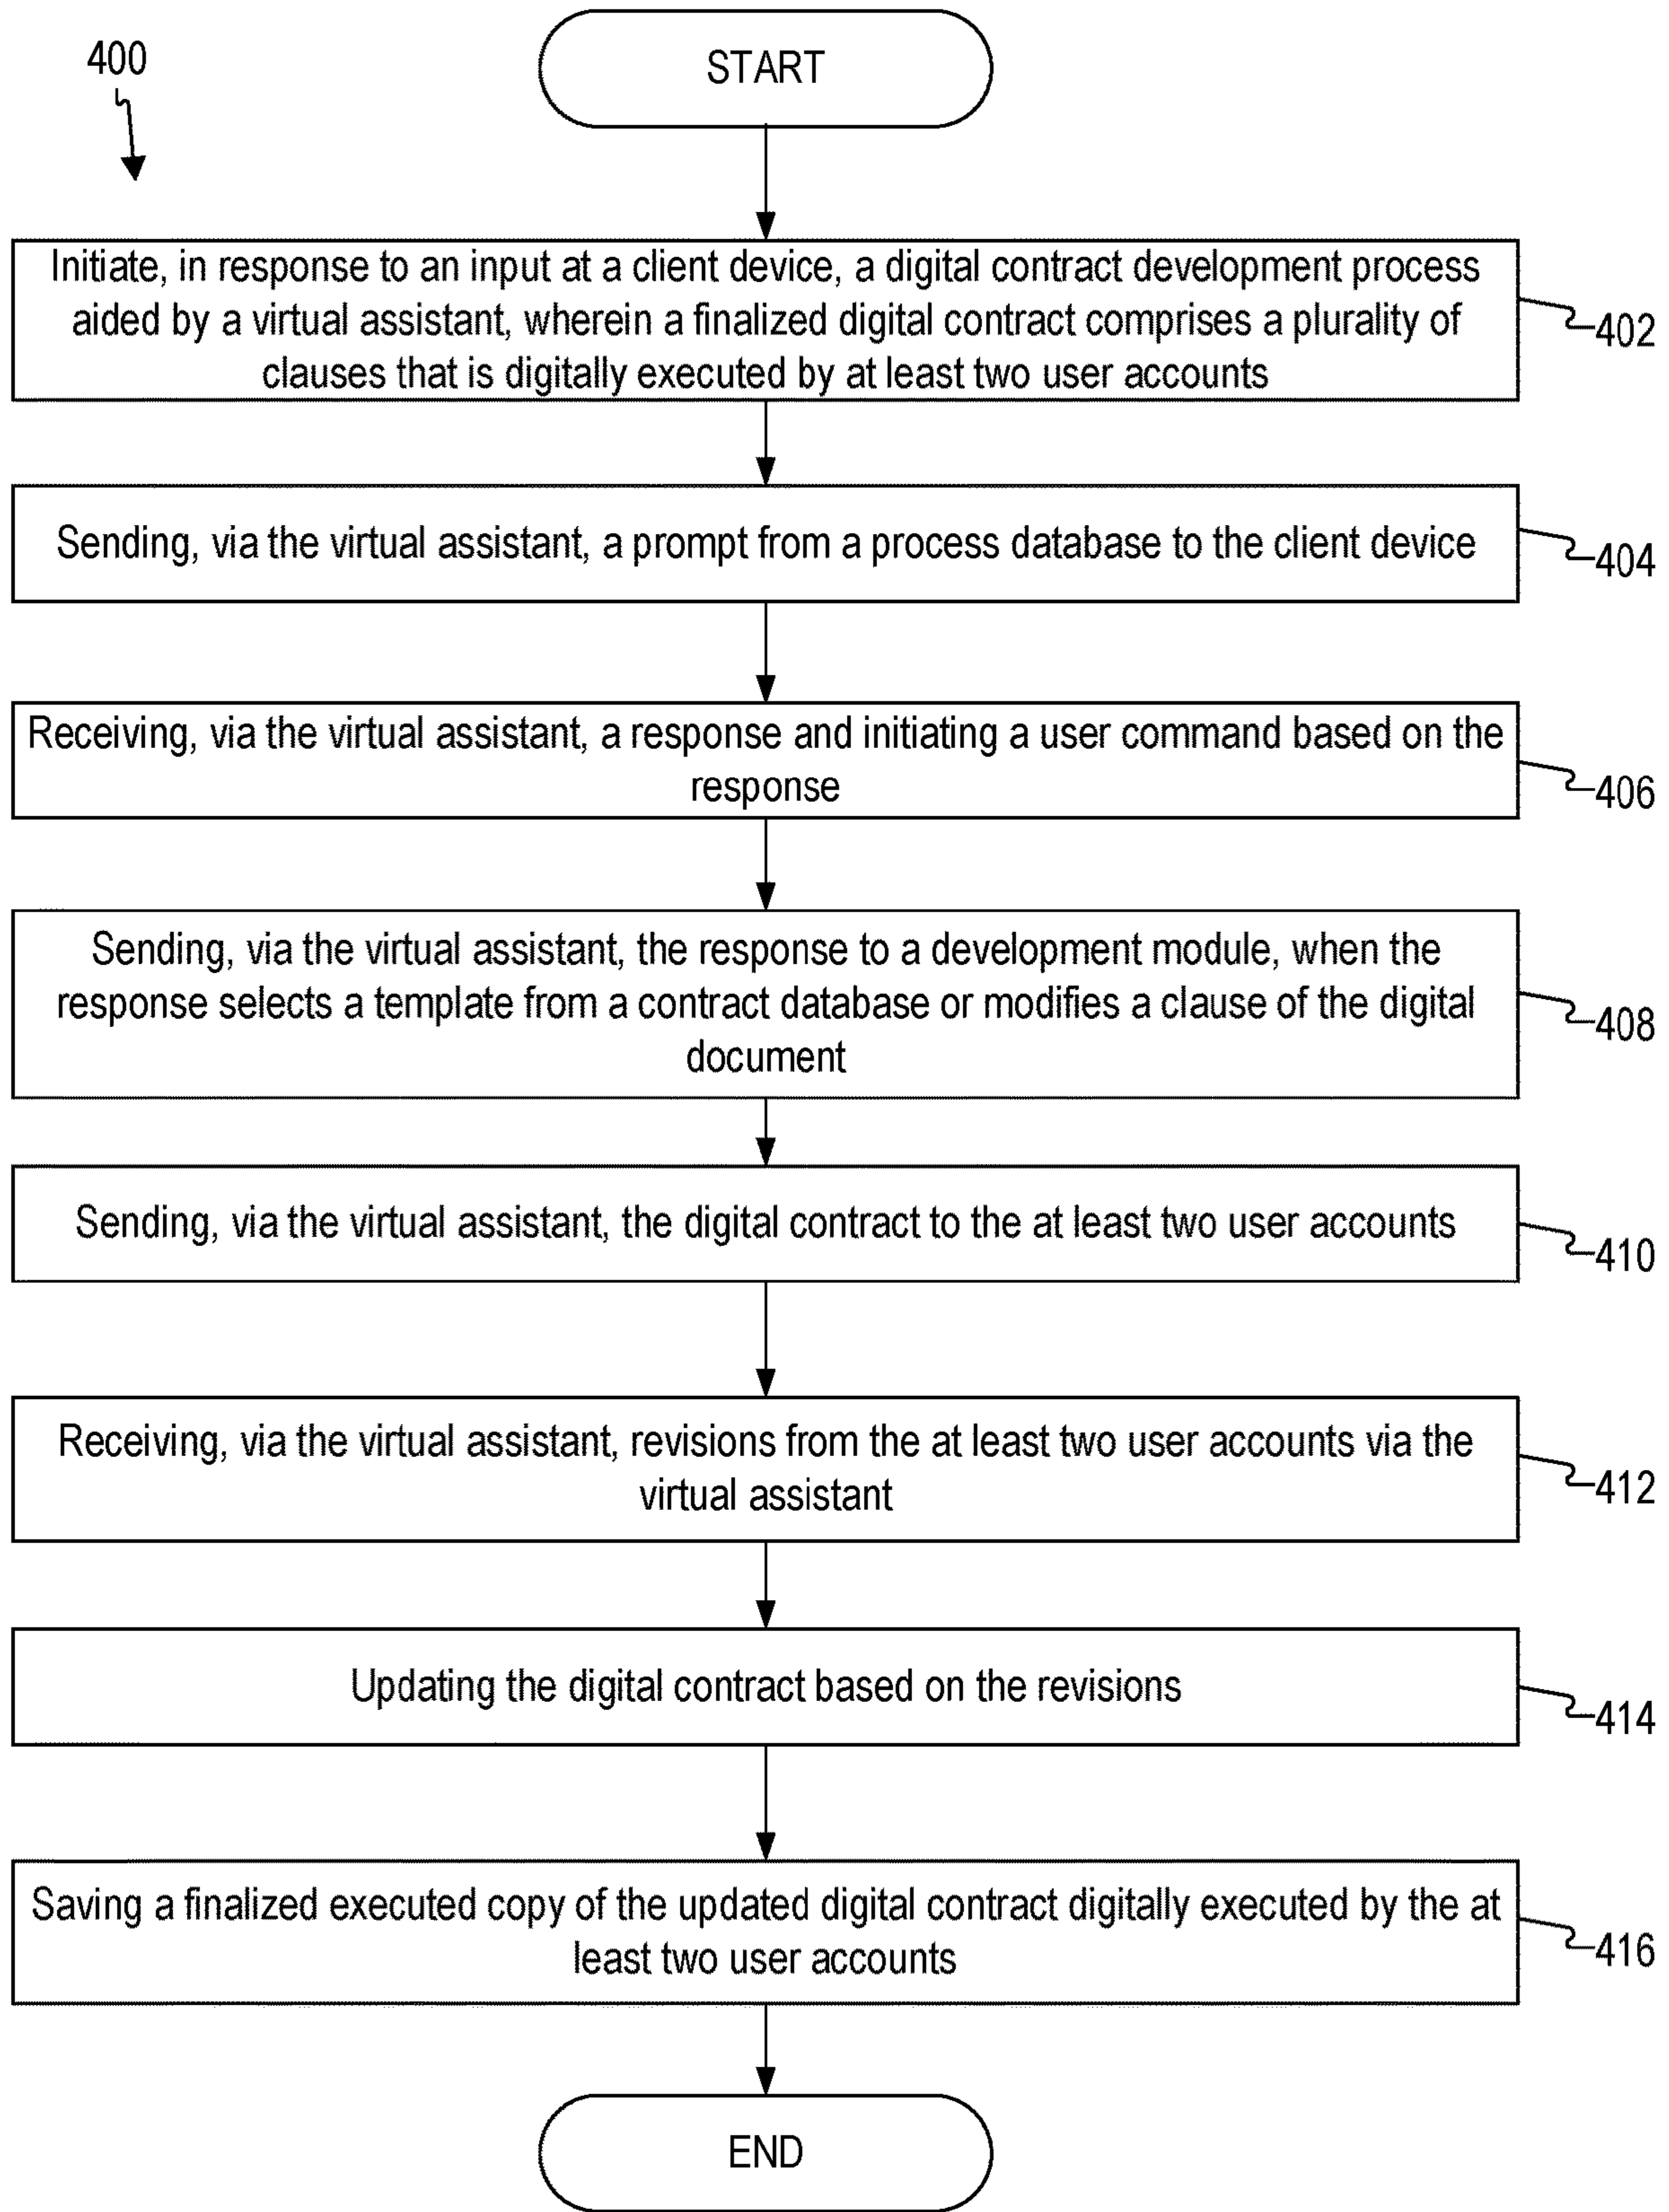 400
START
Initiate, in response to an input at a client device, a digital contract development process
aided by a virtual assistant, wherein a finalized digital contract comprises a plurality of
clauses that is digitally executed by at least two user accounts
402
Sending, via the virtual assistant, a prompt from a process database to the client device
404
Receiving, via the virtual assistant, a response and initiating a user command based on the
response
406
Sending, via the virtual assistant, the response to a development module, when the
response selects a template from a contract database or modifies a clause of the digital
document
408
Sending, via the virtual assistant, the digital contract to the at least two user accounts
410
Receiving, via the virtual assistant, revisions from the at least two user accounts via the
virtual assistant
412
Updating the digital contract based on the revisions
414
Saving a finalized executed copy of the updated digital contract digitally executed by the at
least two user accounts
416
END